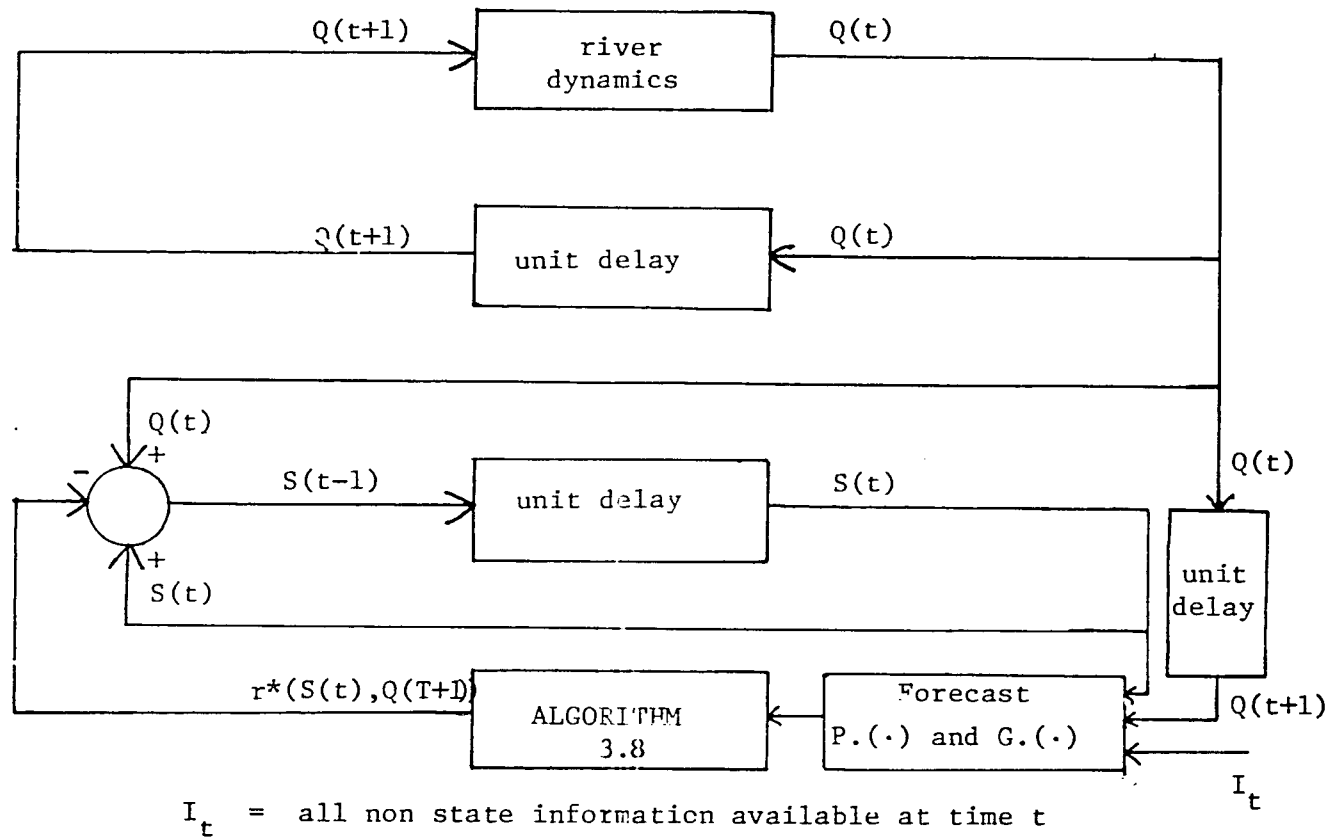 Q(t+1)
river
dynamics
Q(t)
Q(t+1)
unit delay
Q(t)
Q(t)
+
-
S(t-1)
unit delay
S(t)
Q(t)
+
S(t)
unit
delay
r*(S(t),Q(T+1)
ALGORITHM
3.8
Forecast
P.(·) and G.(·)
Q(t+1)
I_t
I_t = all non state information available at time t